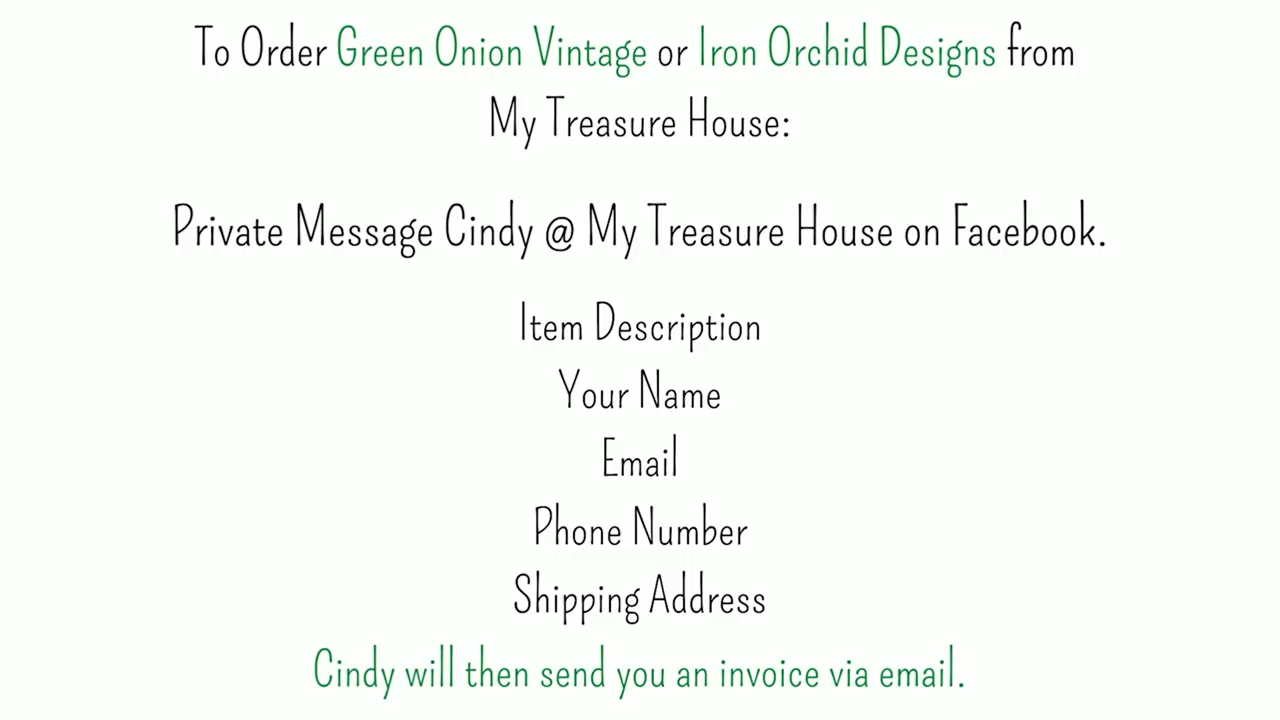 To Order Green Onion Vintage or Iron Orchid Designs from
My Treasure House:
Private Message Cindy @ My Treasure House on Facebook.
Item Description
Your Name
Email
Phone Number
Shipping Address
Cindy will then send you an invoice via email.